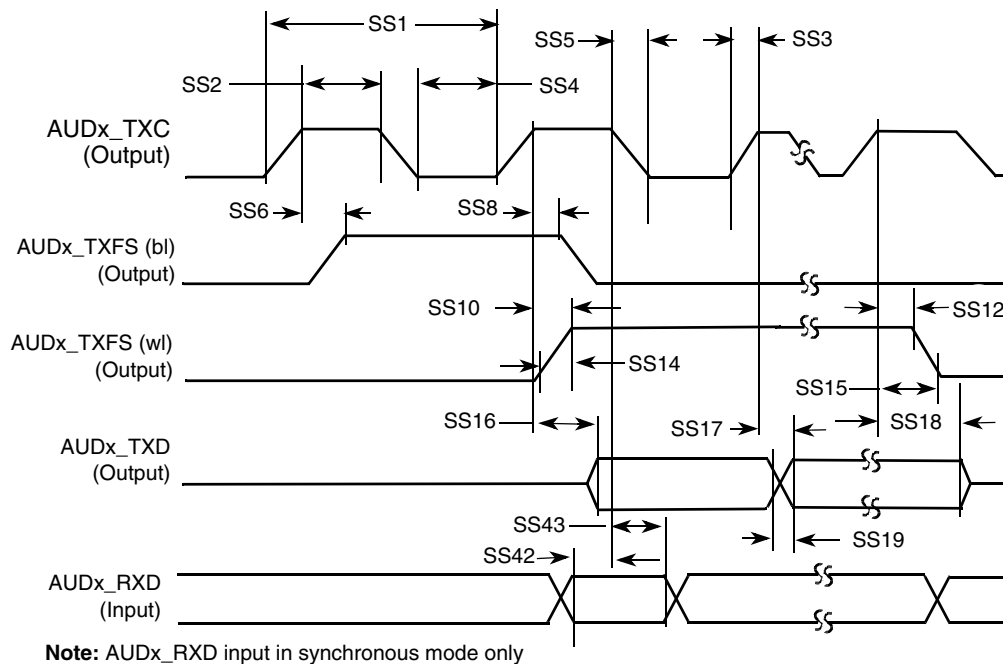 SS1
SS5
SS3
SS2
SS4
AUDx_TXC
(Output)
SS6
SS8
AUDx_TXFS (bl)
(Output)
SS10
SS12
AUDx_TXFS (wl)
(Output)
SS14
SS15
SS16
SS17
SS18
AUDx_TXD
(Output)
SS43
SS19
SS42
AUDx_RXD
(Input)
Note: AUDx_RXD input in synchronous mode only